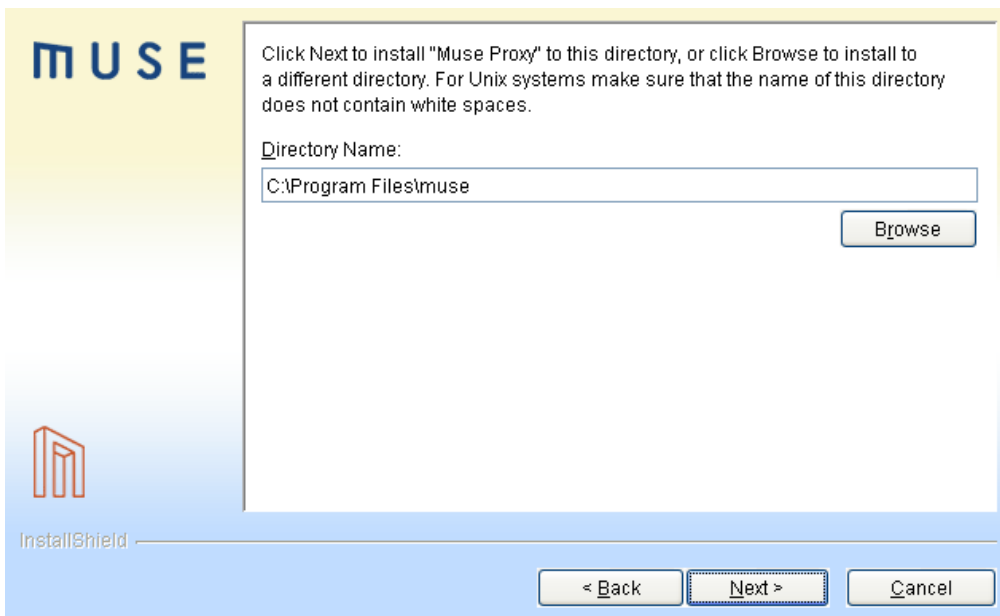 MUSE
Click Next to install "Muse Proxy" to this directory, or click Browse to install to
a different directory. For Unix systems make sure that the name of this directory
does not contain white spaces.
Directory Name:
C:\Program Files\muse
Browse
InstallShield
< Back
Next >
Cancel